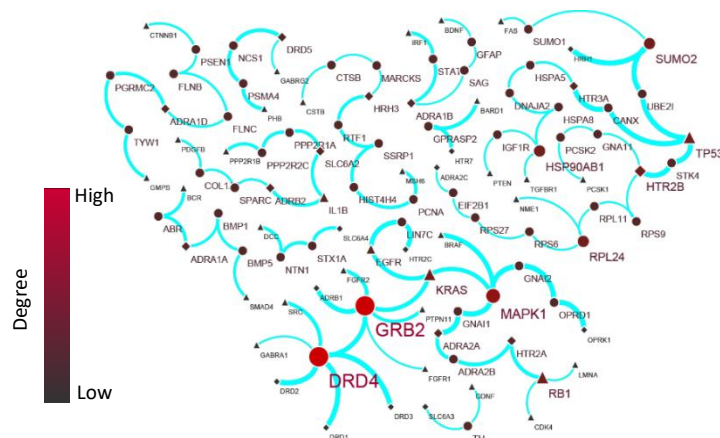 CTNNB1
PSEN1
NCS1
DRD5
FLNB
GABRG2
PGRMC2
PSMA4
ADRA1D
FLNC
PHB
TYW1
PDGFB
GMPS
BCR
COL1
SPARC
ABR
BMP1
ADRA1A
BMP5
SMAD4
CTSB
MARCKS
CSTB
HRH3
RTF1
PPP2R1A
PPP2R1B
PPP2R2C
SLC6A2
SSRP1
ADRB2
IL1B
HIST4H4
MSH6
PCNA
IRF1
BDNF
GFAP
STAT
SAG
ADRA1B
BARD1
GPRASP2
HTR7
ADRA2C
EIF2B1
RPS27
FAS
SUMO1
HRH1
SUMO2
HSPA5
HTR3A
UBE2I
DNAJA2
CANX
HSPA8
IGF1R
PCSK2
GNA11
TP53
HSP90AB1
STK4
PTEN
TGFBR1
PCSK1
HTR2B
NME1
RPL11
RPS9
RPS6
RPL24
DCC
SLC6A4
STX1A
NTN1
LIN7C
EGFR
HTR2C
BRAF
FGFR2
KRAS
GNAI2
ADRB1
SRC
GRB2
PTPN11
MAPK1
GNAI1
OPRD1
OPRK1
GABRA1
DRD4
ADRA2A
HTR2A
ADRA2B
FGFR1
RB1
LMNA
DRD2
DRD3
SLC6A3
GDNF
CDK4
High
Degree
Low